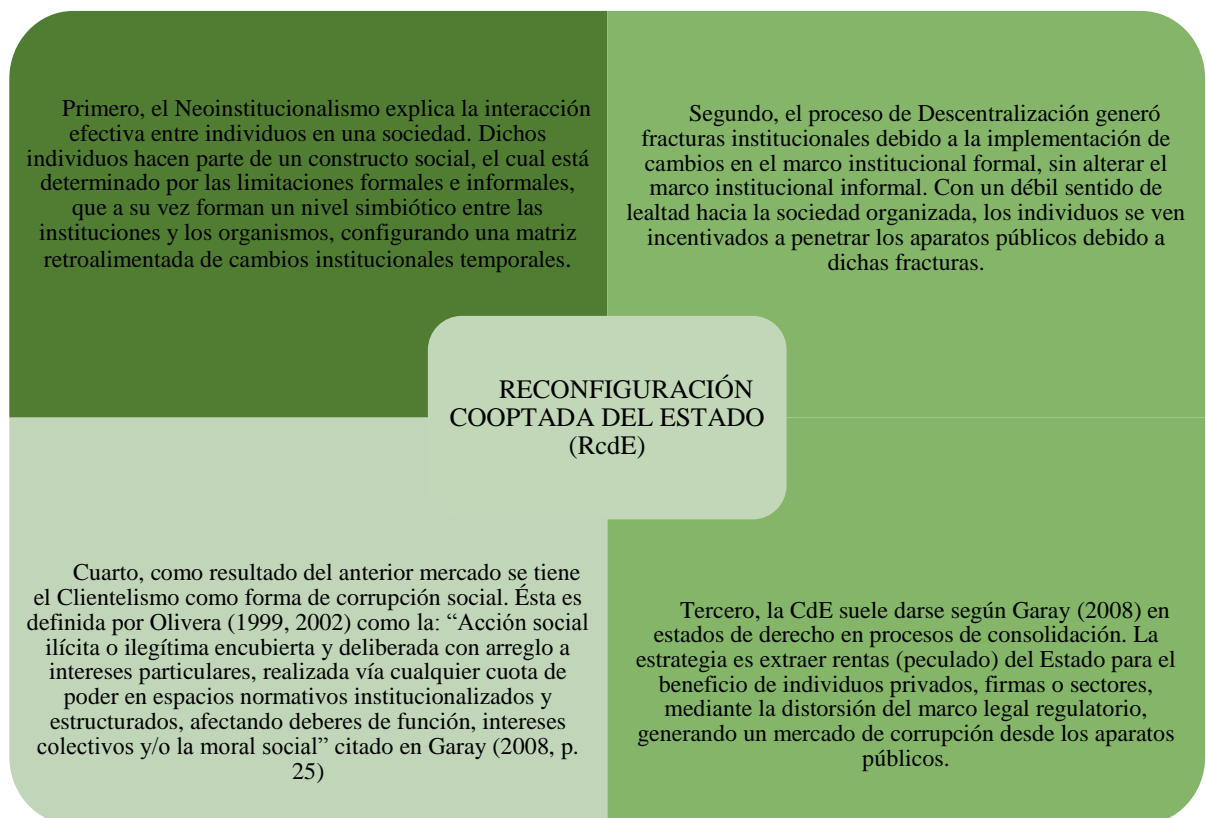 Primero, el Neoinstitucionalismo explica la interacción
efectiva entre individuos en una sociedad. Dichos
individuos hacen parte de un constructo social, el cual está
determinado por las limitaciones formales e informales,
que a su vez forman un nivel simbiótico entre las
instituciones y los organismos, configurando una matriz
retroalimentada de cambios institucionales temporales.
Segundo, el proceso de Descentralización generó
fracturas institucionales debido a la implementación de
cambios en el marco institucional formal, sin alterar el
marco institucional informal. Con un débil sentido de
lealtad hacia la sociedad organizada, los individuos se ven
incentivados a penetrar los aparatos públicos debido a
dichas fracturas.
RECONFIGURACIÓN
COOPTADA DEL ESTADO
(RcdE)
Cuarto, como resultado del anterior mercado se tiene
el Clientelismo como forma de corrupción social. Ésta es
definida por Olivera (1999, 2002) como la: “Acción social
ilícita o ilegítima encubierta y deliberada con arreglo a
intereses particulares, realizada vía cualquier cuota de
poder en espacios normativos institucionalizados y
estructurados, afectando deberes de función, intereses
colectivos y/o la moral social” citado en Garay (2008, p.
25)
Tercero, la CdE suele darse según Garay (2008) en
estados de derecho en procesos de consolidación. La
estrategia es extraer rentas (peculado) del Estado para el
beneficio de individuos privados, firmas o sectores,
mediante la distorsión del marco legal regulatorio,
generando un mercado de corrupción desde los aparatos
públicos.